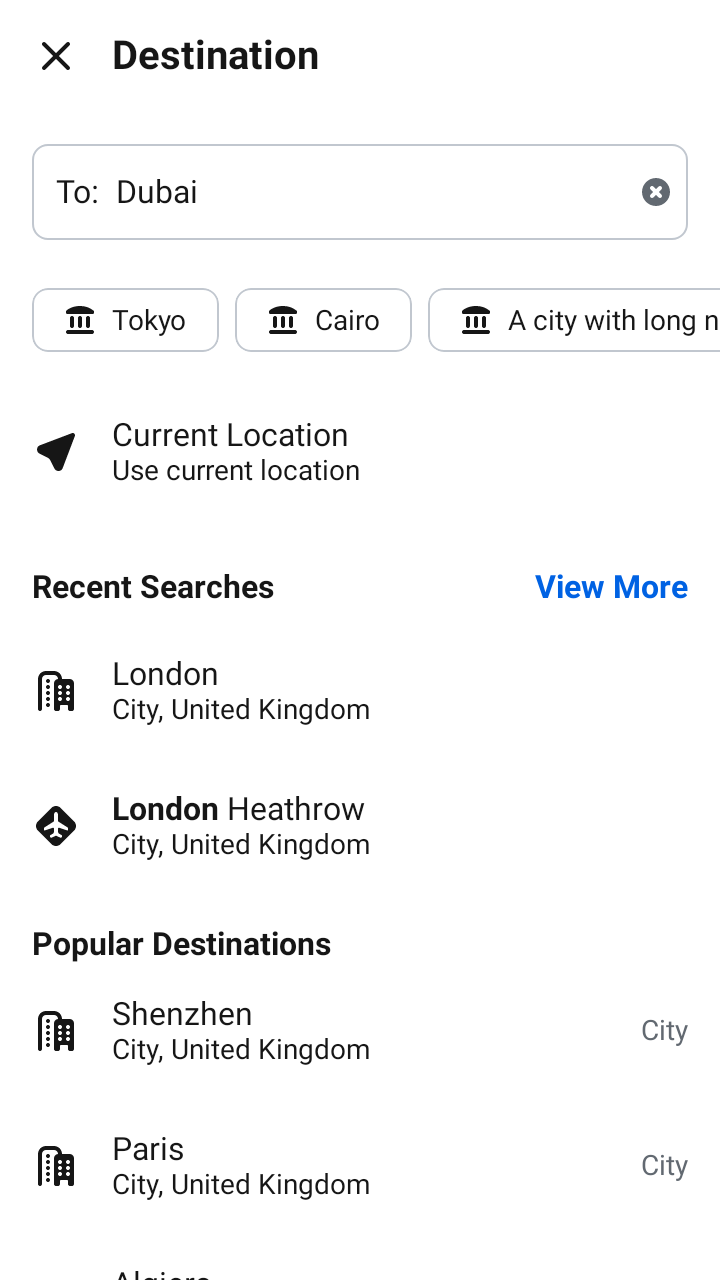 Destination
To: Dubai
Tokyo
Cairo
A city with long n
Current Location
Use current location
Recent Searches
View More
London
City, United Kingdom
London Heathrow
City, United Kingdom
Popular Destinations
Shenzhen
City, United Kingdom
City
Paris
City, United Kingdom
City